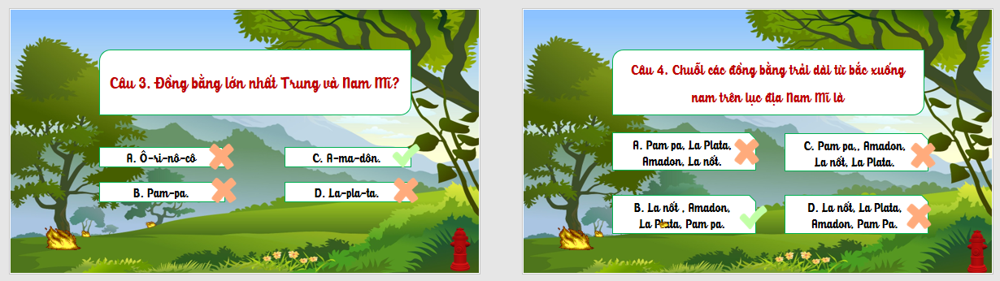 Câu 3. Đồng bằng lớn nhất Trung và Nam Mĩ?
A. Ô-ri-nô-cô
C. A-ma-dôn.
B. Pam-pa.
D. La-pla-ta.
Câu 4. Chuỗi các đồng bằng trải dài từ bắc xuống
nam trên lục địa Nam Mĩ là
A. Pam pa, La Plata,
Amadon, La nốt.
C. Pam pa,, Amadon,
La nốt, La Plata.
B. La nốt , Amadon,
La Plata, Pam pa.
D. La nốt, La Plata,
Amadon, Pam Pa.